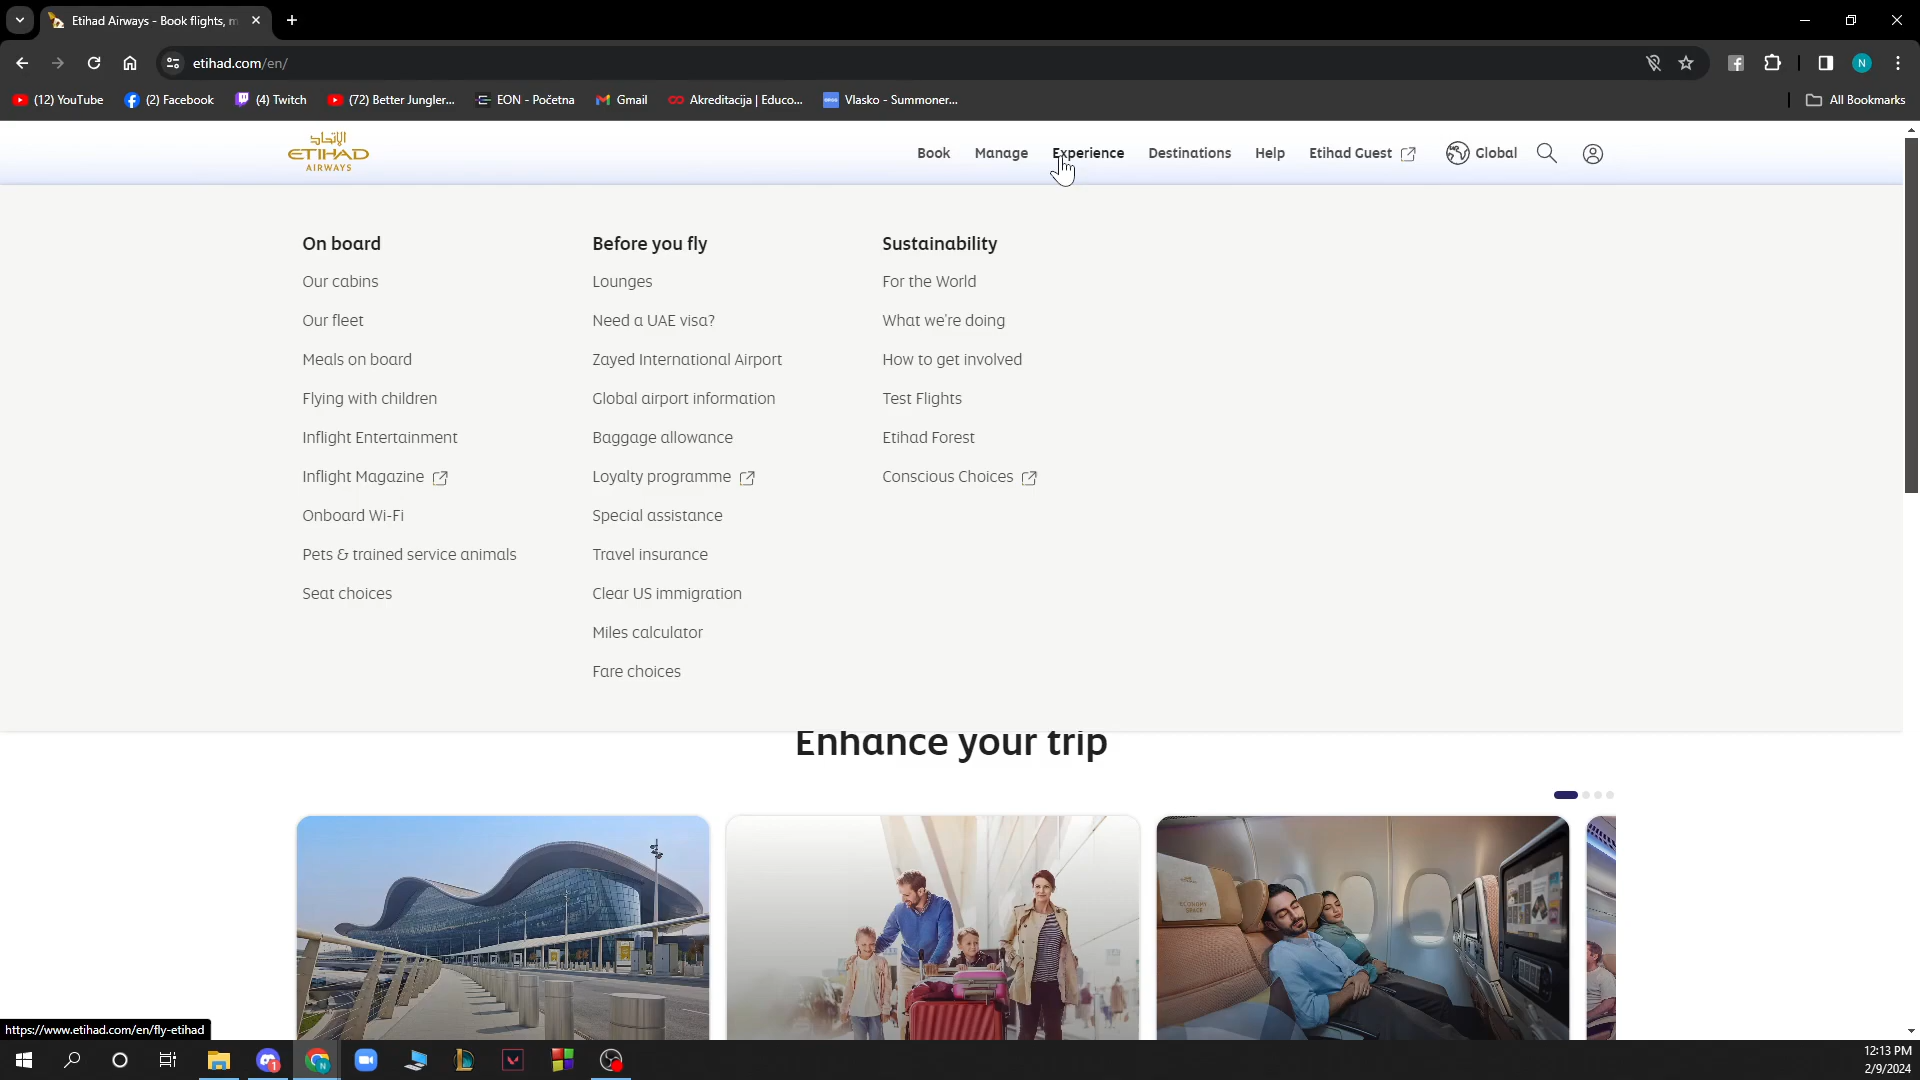 Etihad Airways - Book flights, m
etihad.com/en/
(12) YouTube (2) Facebook (4) Twitch (72) Better Jungler... EON - Početna Gmail Akreditacija | Educo... Vlasko - Summoner... All Bookmarks
الإتحاد
ETIHAD
AIRWAYS
Book Manage Experience Destinations Help Etihad Guest Global
On board
Our cabins
Our fleet
Meals on board
Flying with children
Inflight Entertainment
Inflight Magazine
Onboard Wi-Fi
Pets & trained service animals
Seat choices
Before you fly
Lounges
Need a UAE visa?
Zayed International Airport
Global airport information
Baggage allowance
Loyalty programme
Special assistance
Travel insurance
Clear US immigration
Miles calculator
Fare choices
Sustainability
For the World
What we're doing
How to get involved
Test Flights
Etihad Forest
Conscious Choices
Enhance your trip
ECONOMY
SPACE
https://www.etihad.com/en/fly-etihad
12:13 PM
2/9/2024